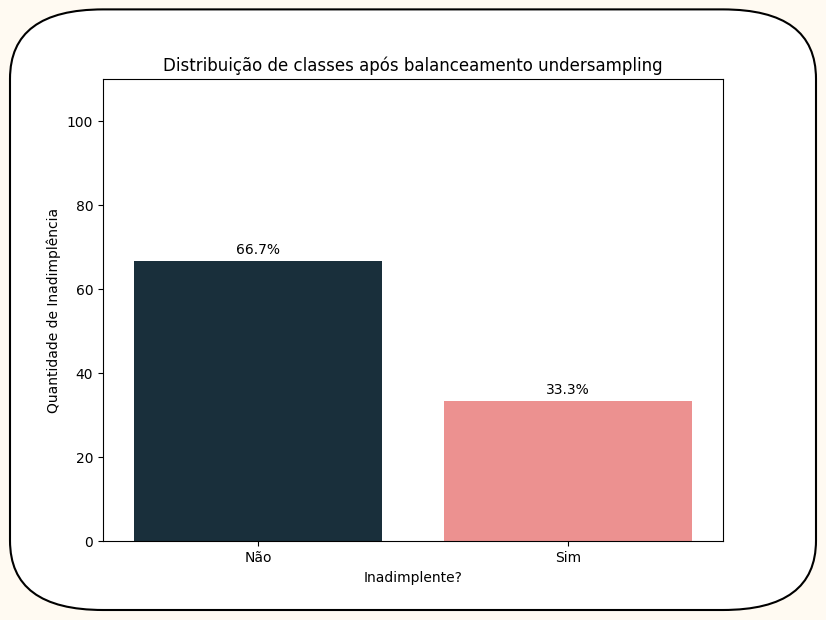 Distribuição de classes após balanceamento undersampling
Quantidade de Inadimplência
100
80
60
40
20
0
66.7%
33.3%
Não
Sim
Inadimplente?